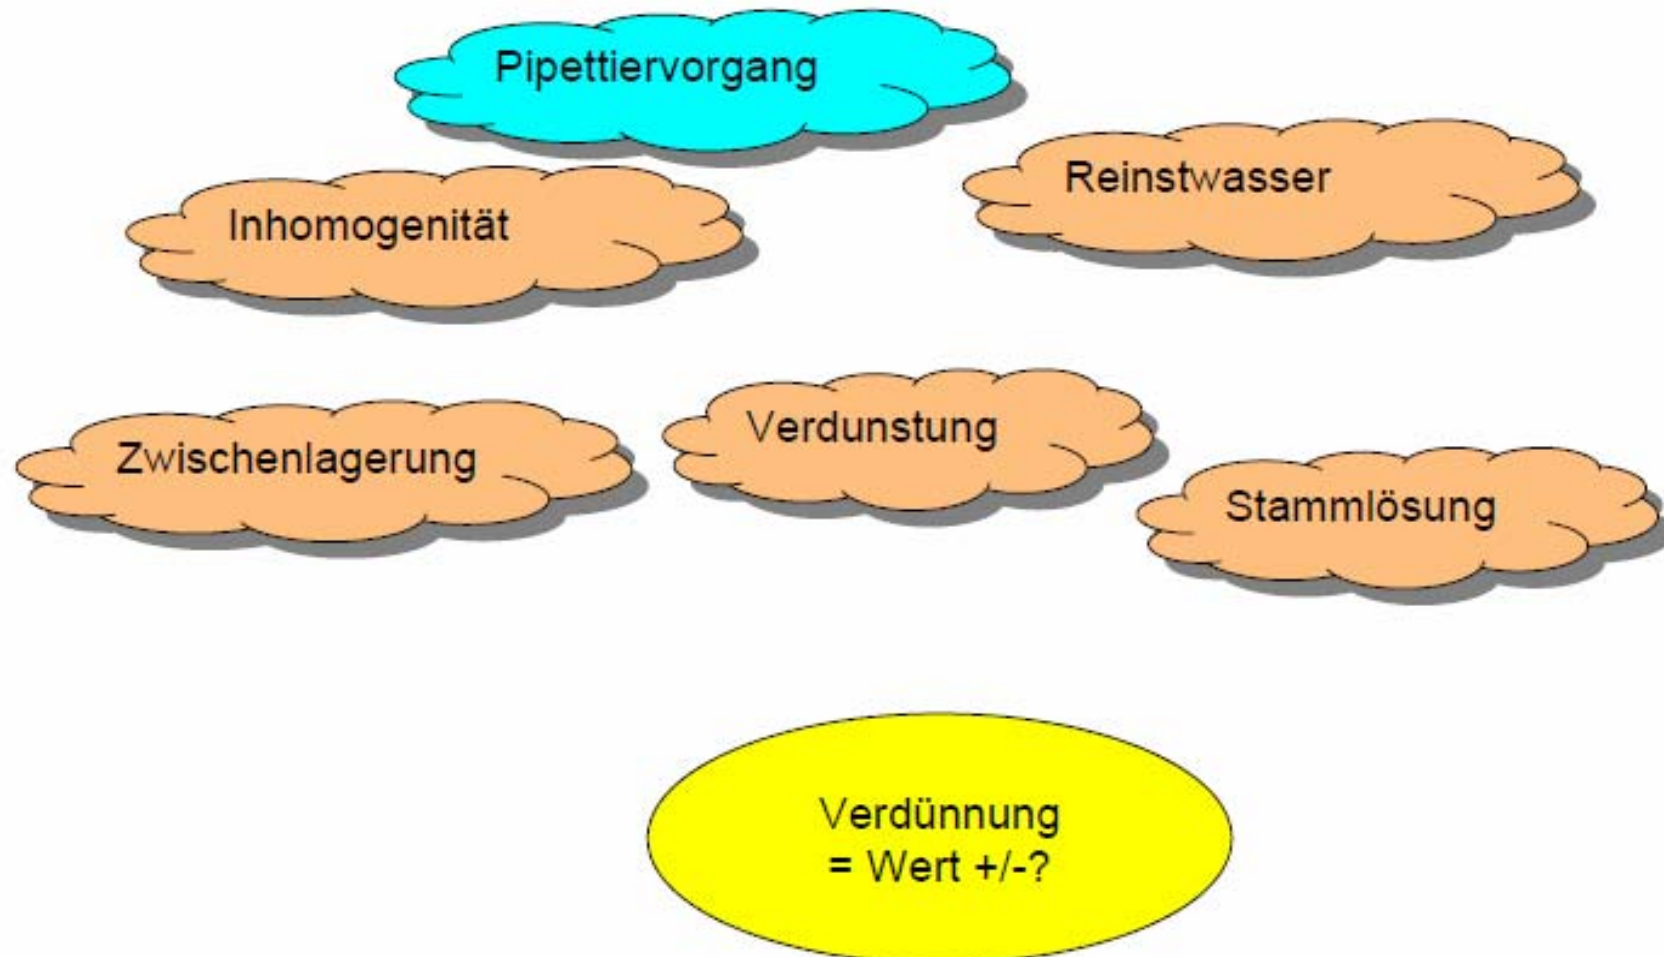 Pipettiervorgang
Reinstwasser
Inhomogenität
Verdunstung
Zwischenlagerung
Stammlösung
Verdünnung
= Wert +/-?